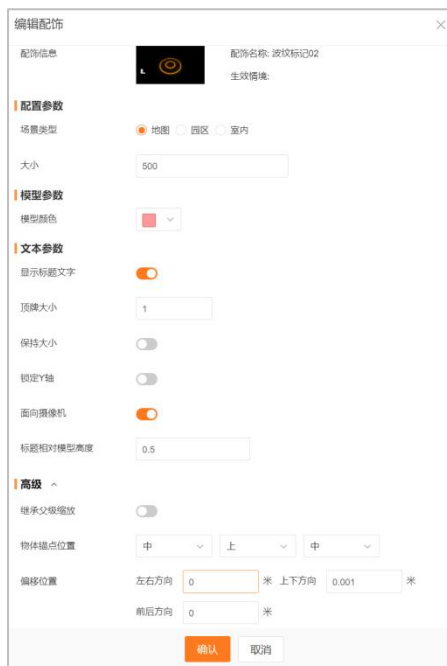 编辑配饰
配饰信息
L
配饰名称: 波纹标记02
生效情境:
配置参数
场景类型 地图 园区 室内
大小 500
模型参数
模型颜色
文本参数
显示标题文字
顶牌大小 1
保持大小
锁定Y轴
面向摄像机
标题相对模型高度 0.5
高级
继承父级缩放
物体锚点位置 中 上 中
偏移位置 左右方向 0 米 上下方向 0.001 米
前后方向 0 米
确认 取消